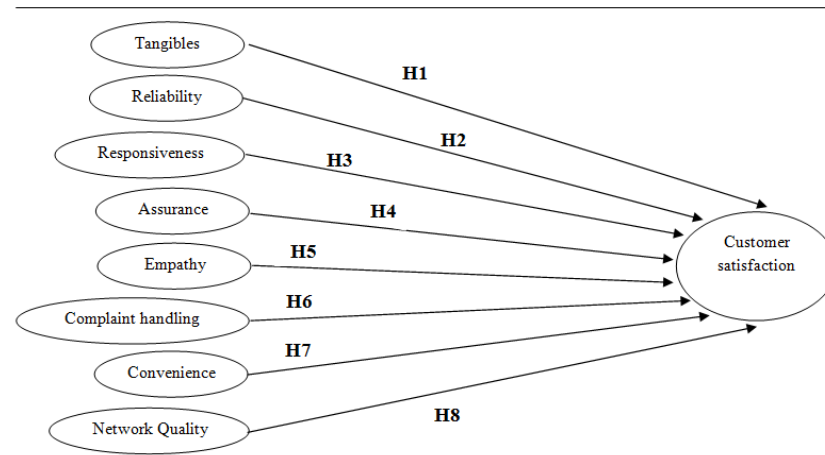 Tangibles
H1
Reliability
H2
Responsiveness
H3
Assurance
H4
Empathy
H5
Complaint handling
H6
Convenience
H7
Network Quality
H8
Customer
satisfaction